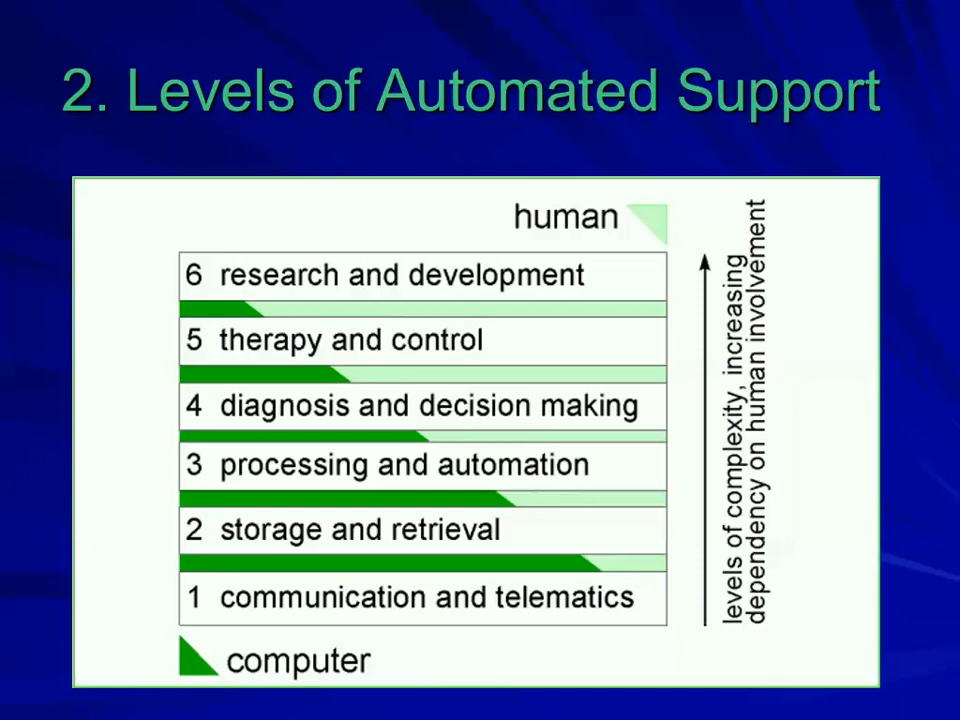 2. Levels of Automated Support
human
6 research and development
5 therapy and control
4 diagnosis and decision making
3 processing and automation
2 storage and retrieval
1 communication and telematics
computer
levels of complexity, increasing
dependency on human involvement